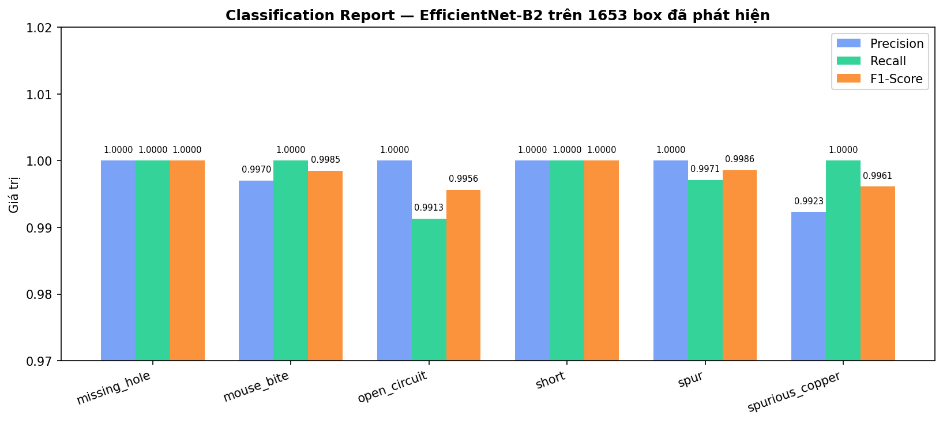 Classification Report — EfficientNet-B2 trên 1653 box đã phát hiện
Precision
Recall
F1-Score
Giá trị
1.02
1.01
1.00
0.99
0.98
0.97
1.0000 1.0000 1.0000
0.9970 1.0000 0.9985
1.0000 0.9913 0.9956
1.0000 1.0000 1.0000
1.0000 0.9971 0.9986
0.9923 1.0000 0.9961
missing_hole
mouse_bite
open_circuit
short
spur
spurious_copper